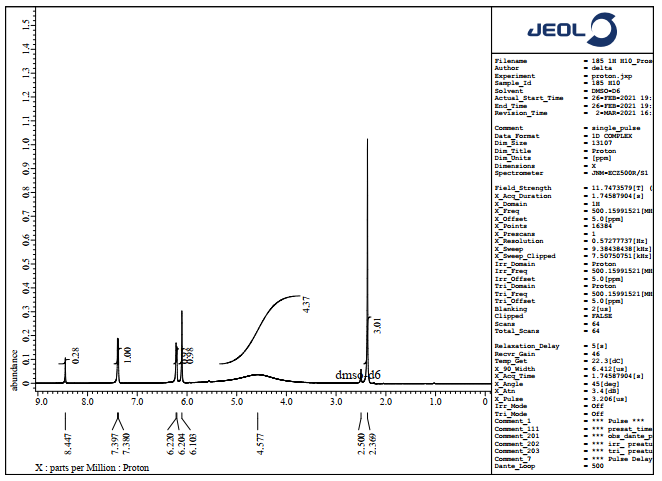 JEOL
Filename = 185 1H H10_Pros
Author = delta
Experiment = proton.jxp
Sample_Id = 185 H10
Solvent = DMSO-D6
Actual_Start_Time = 26-FEB-2021 19:
End_Time = 26-FEB-2021 19:
Revision_Time = 2-MAR-2021 16:
Comment = single_pulse
Data_Format = 1D COMPLEX
Dim_Size = 13107
Dim_Title = Proton
Dim_Units = [ppm]
Dimensions = X
Spectrometer = JNM-ECZ500R/S1
Field_Strength = 11.7473579[T] (
X_Acq_Duration = 1.74587904[s]
X_Domain = 1H
X_Freq = 500.15991521[MH
X_Offset = 5.0[ppm]
X_Points = 16384
X_Prescans = 1
X_Resolution = 0.57277737[Hz]
X_Sweep = 9.38438438[kHz]
X_Sweep_Clipped = 7.50750751[kHz]
Irr_Domain = Proton
Irr_Freq = 500.15991521[MH
Irr_Offset = 5.0[ppm]
Tri_Domain = Proton
Tri_Freq = 500.15991521[MH
Tri_Offset = 5.0[ppm]
Blanking = 2[us]
Clipped = FALSE
Scans = 64
Total_Scans = 64
Relaxation_Delay = 5[s]
Recvr_Gain = 46
Temp_Get = 22.3[dC]
X_90_Width = 6.412[us]
X_Acq_Time = 1.74587904[s]
X_Angle = 45[deg]
X_Atn = 3.4[dB]
X_Pulse = 3.206[us]
Irr_Mode = Off
Tri_Mode = Off
Comment_1 = *** Pulse ***
Comment_111 = *** presat_time
Comment_201 = *** obs_dante_p
Comment_202 = *** irr_ preatu
Comment_203 = *** tri_ preatu
Comment_7 = *** Pulse Delay
Dante_Loop = 500
abundance
0 0.1 0.2 0.3 0.4 0.5 0.6 0.7 0.8 0.9 1.0 1.1 1.2 1.3 1.4 1.5
0.28
1.00
0.98
4.37
3.01
dmso-d6
9.0 8.0 7.0 6.0 5.0 4.0 3.0 2.0 1.0 0
8.447
7.397
7.380
6.220
6.204
6.103
4.577
2.500
2.369
X : parts per Million : Proton